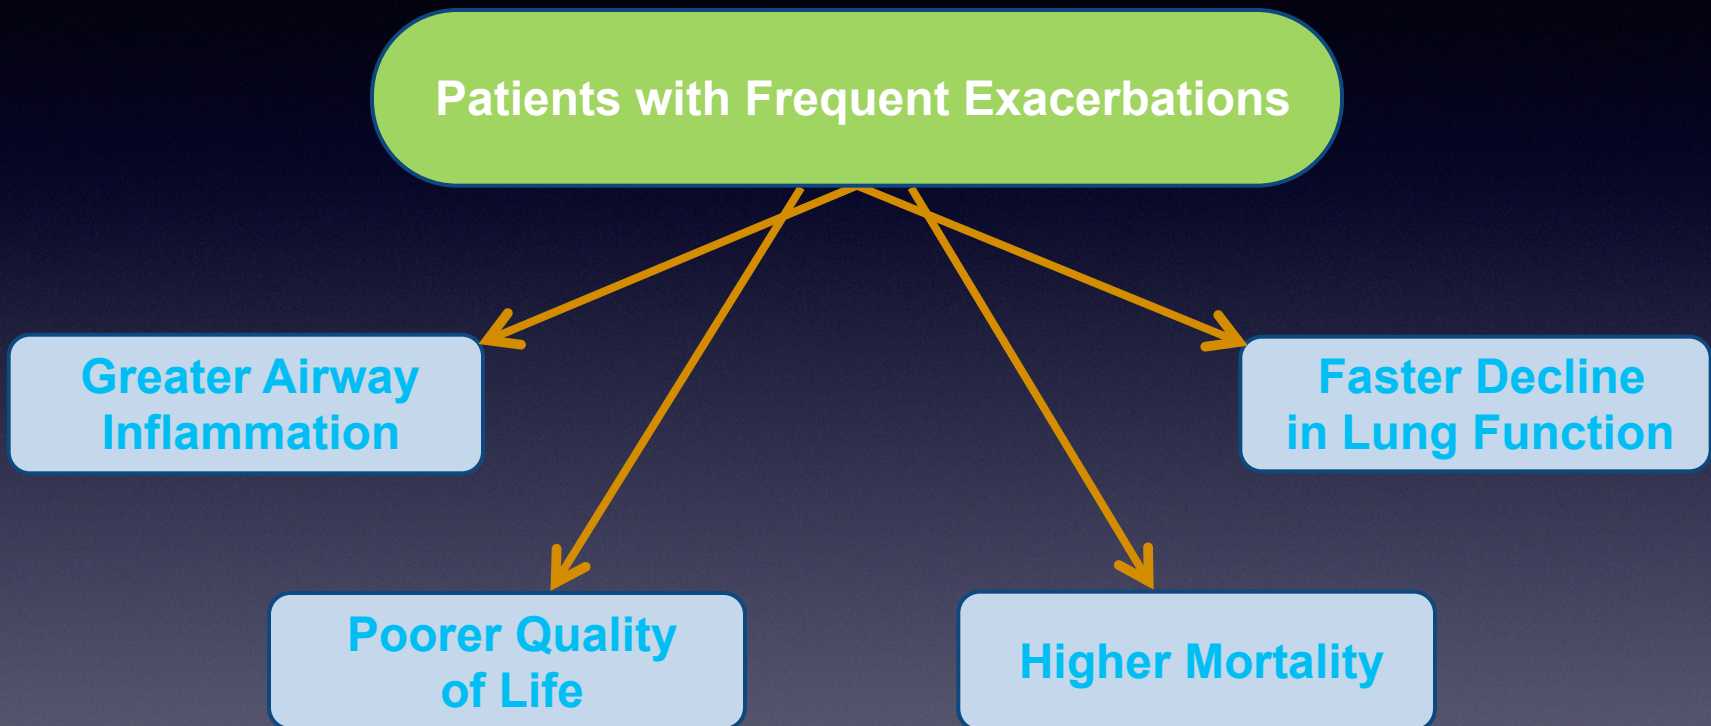 Patients with Frequent Exacerbations
Greater Airway
Inflammation
Faster Decline
in Lung Function
Poorer Quality
of Life
Higher Mortality